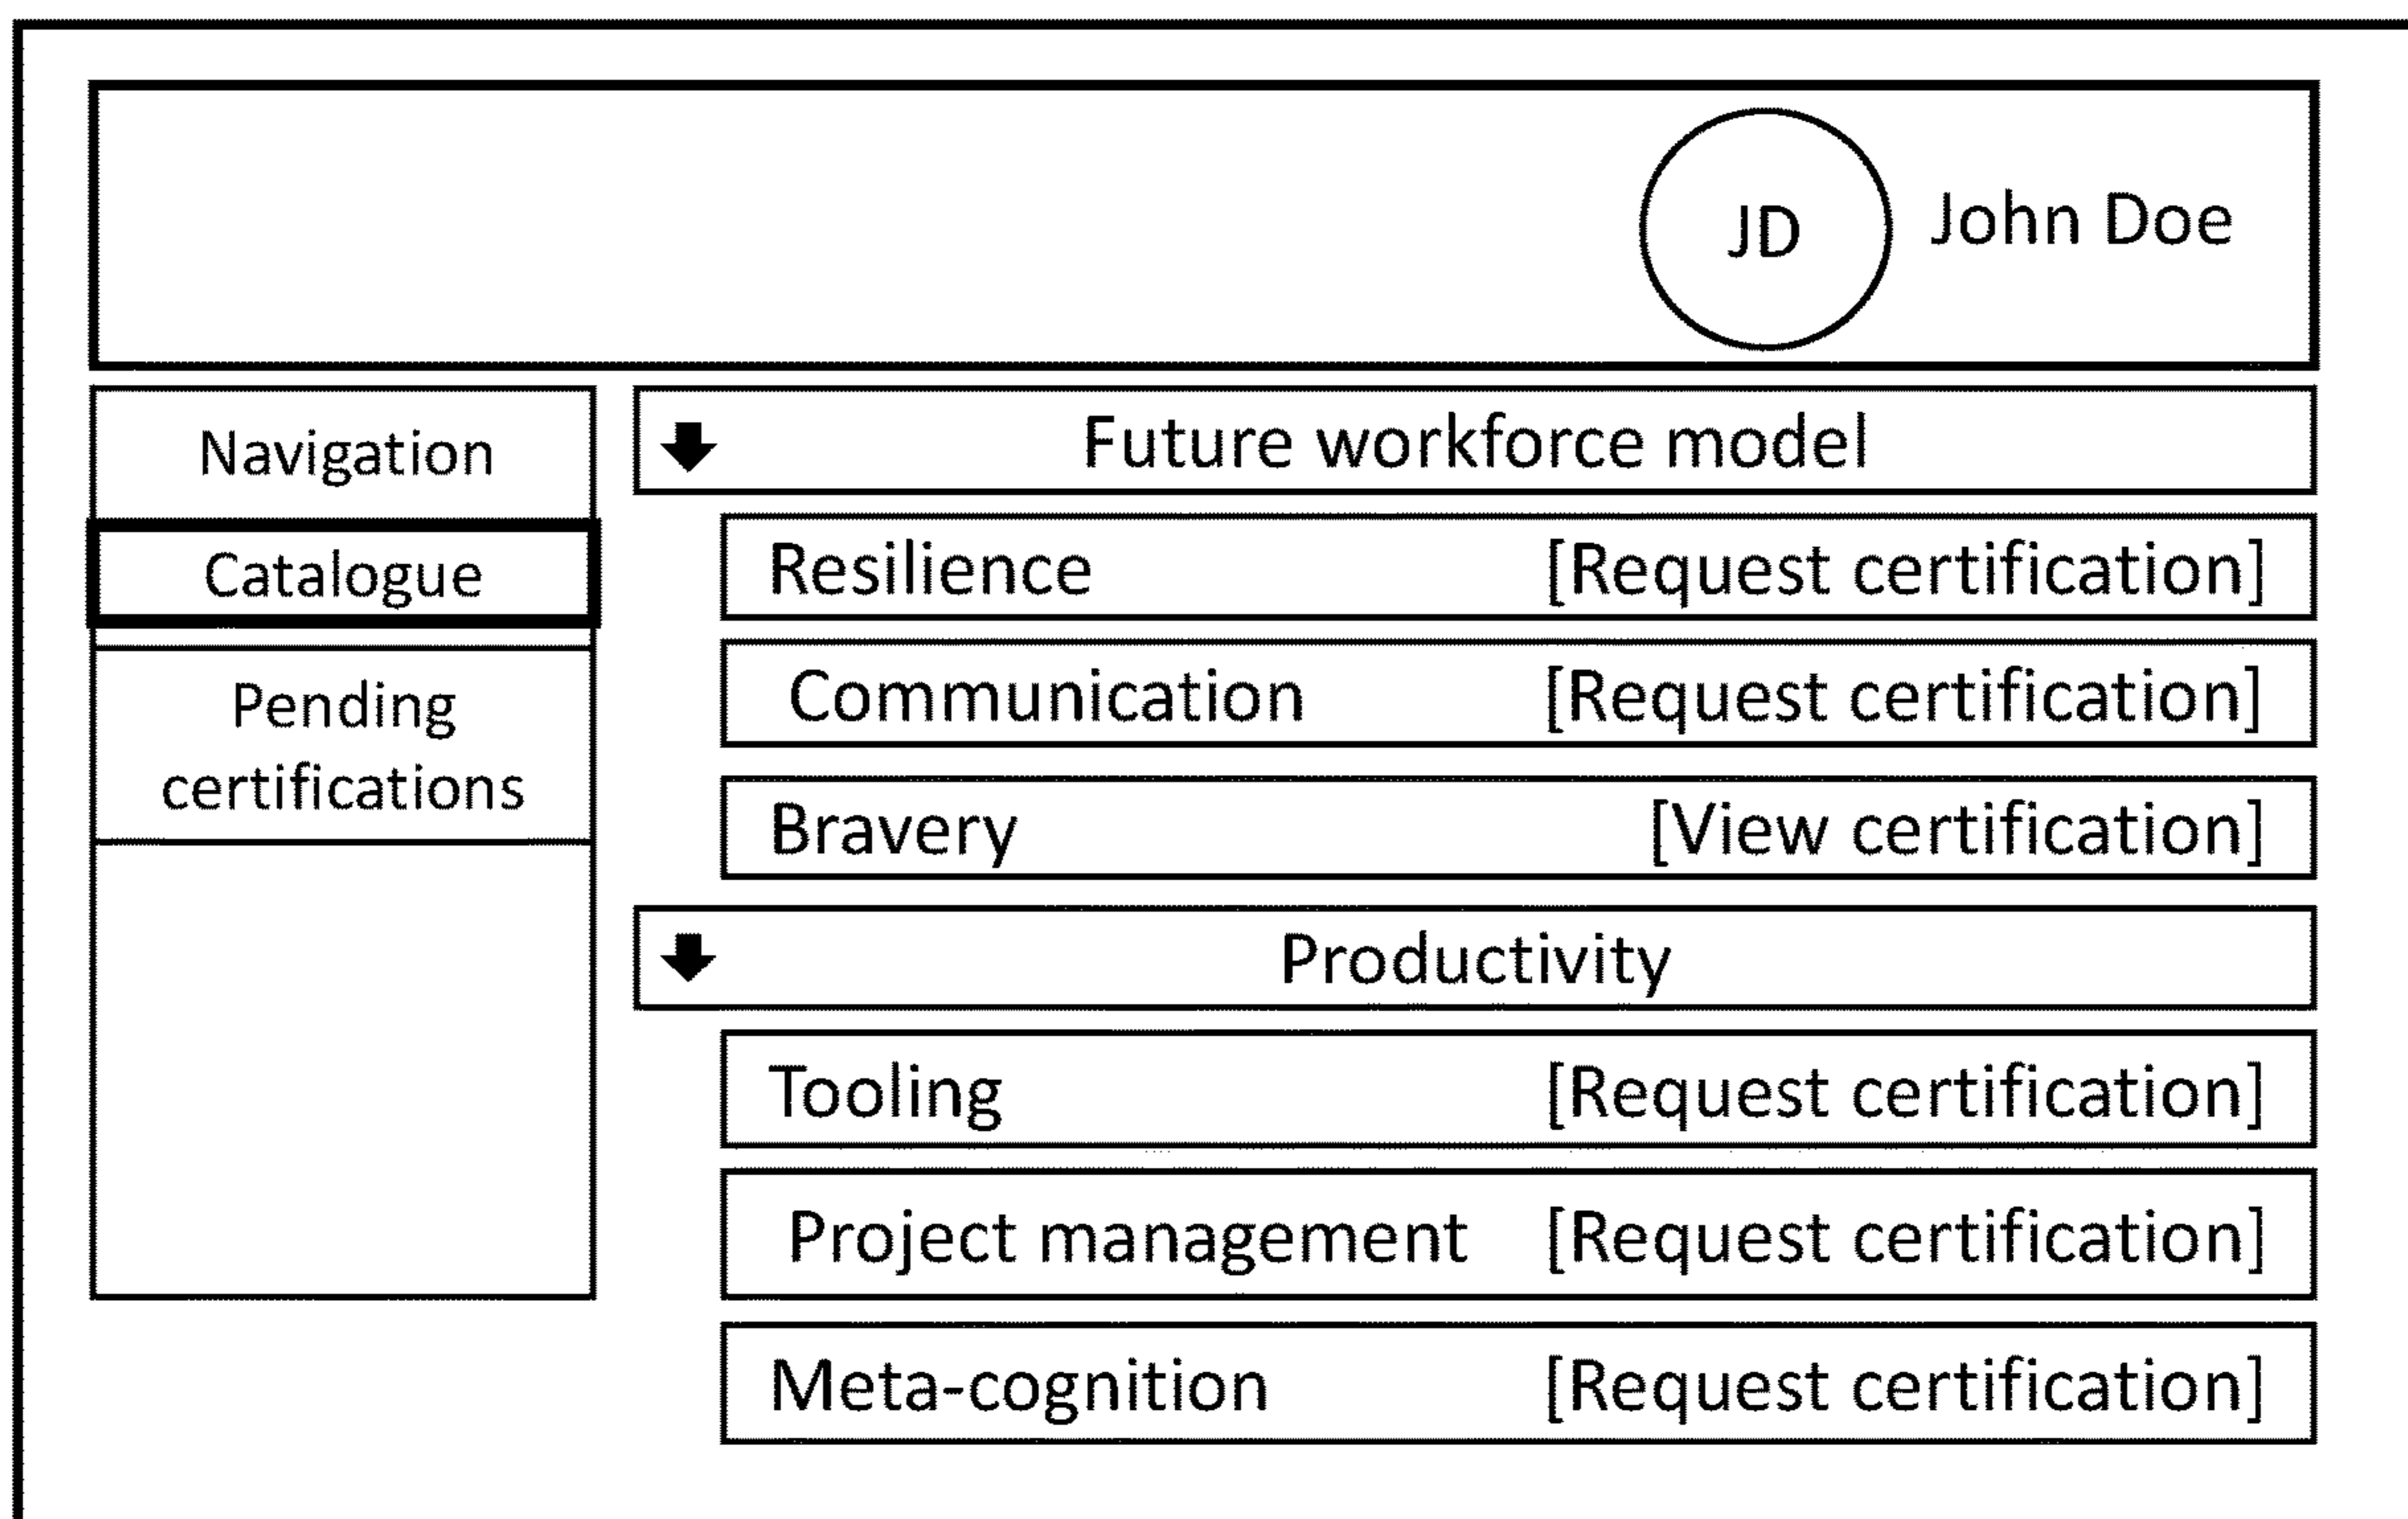 JD John Doe
Navigation
Catalogue
Pending
certifications
Future workforce model
Resilience [Request certification]
Communication [Request certification]
Bravery [View certification]
Productivity
Tooling [Request certification]
Project management [Request certification]
Meta-cognition [Request certification]